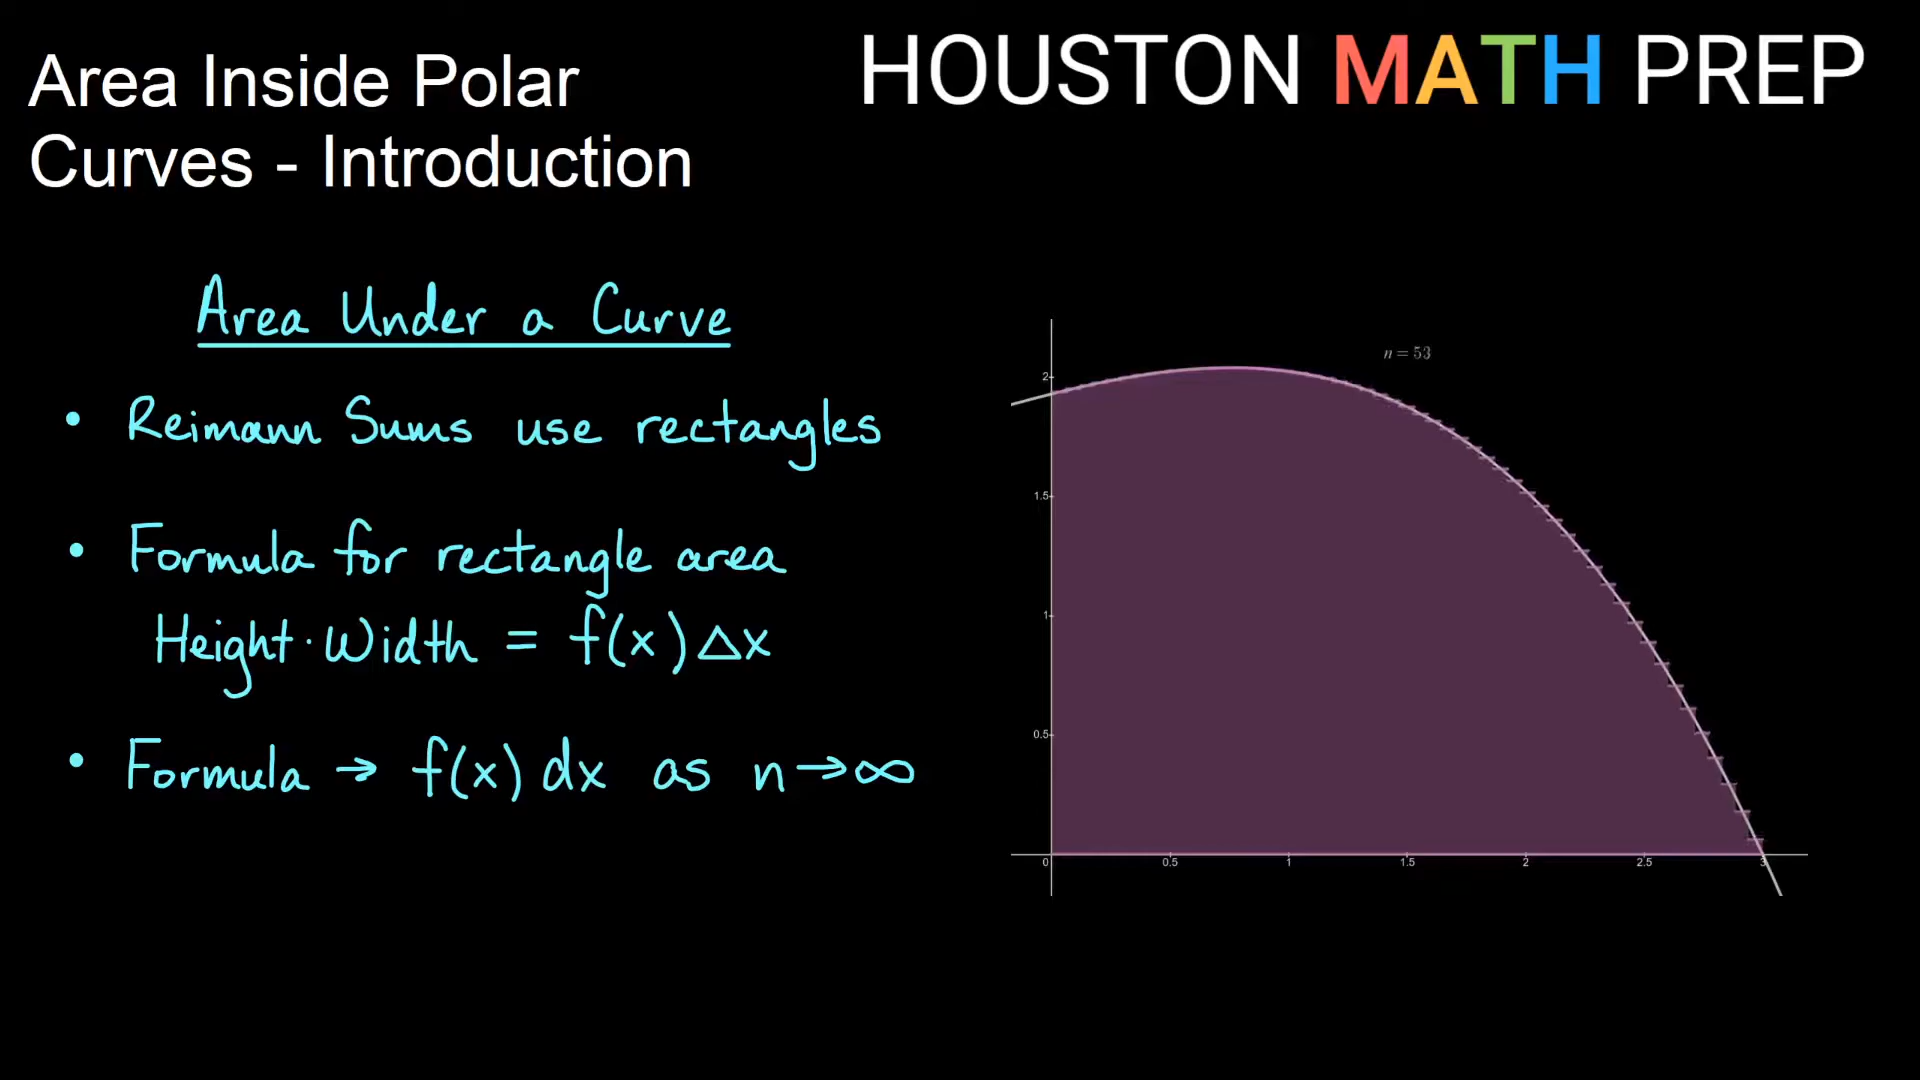 Area Inside Polar
Curves - Introduction
HOUSTON MATH PREP
Area Under a Curve
• Reimann Sums use rectangles
• Formula for rectangle area
Height · Width = f(x) Δx
• Formula → f(x) dx as n→∞
n = 53
2
1.5
1
0.5
0 0.5 1 1.5 2 2.5 3